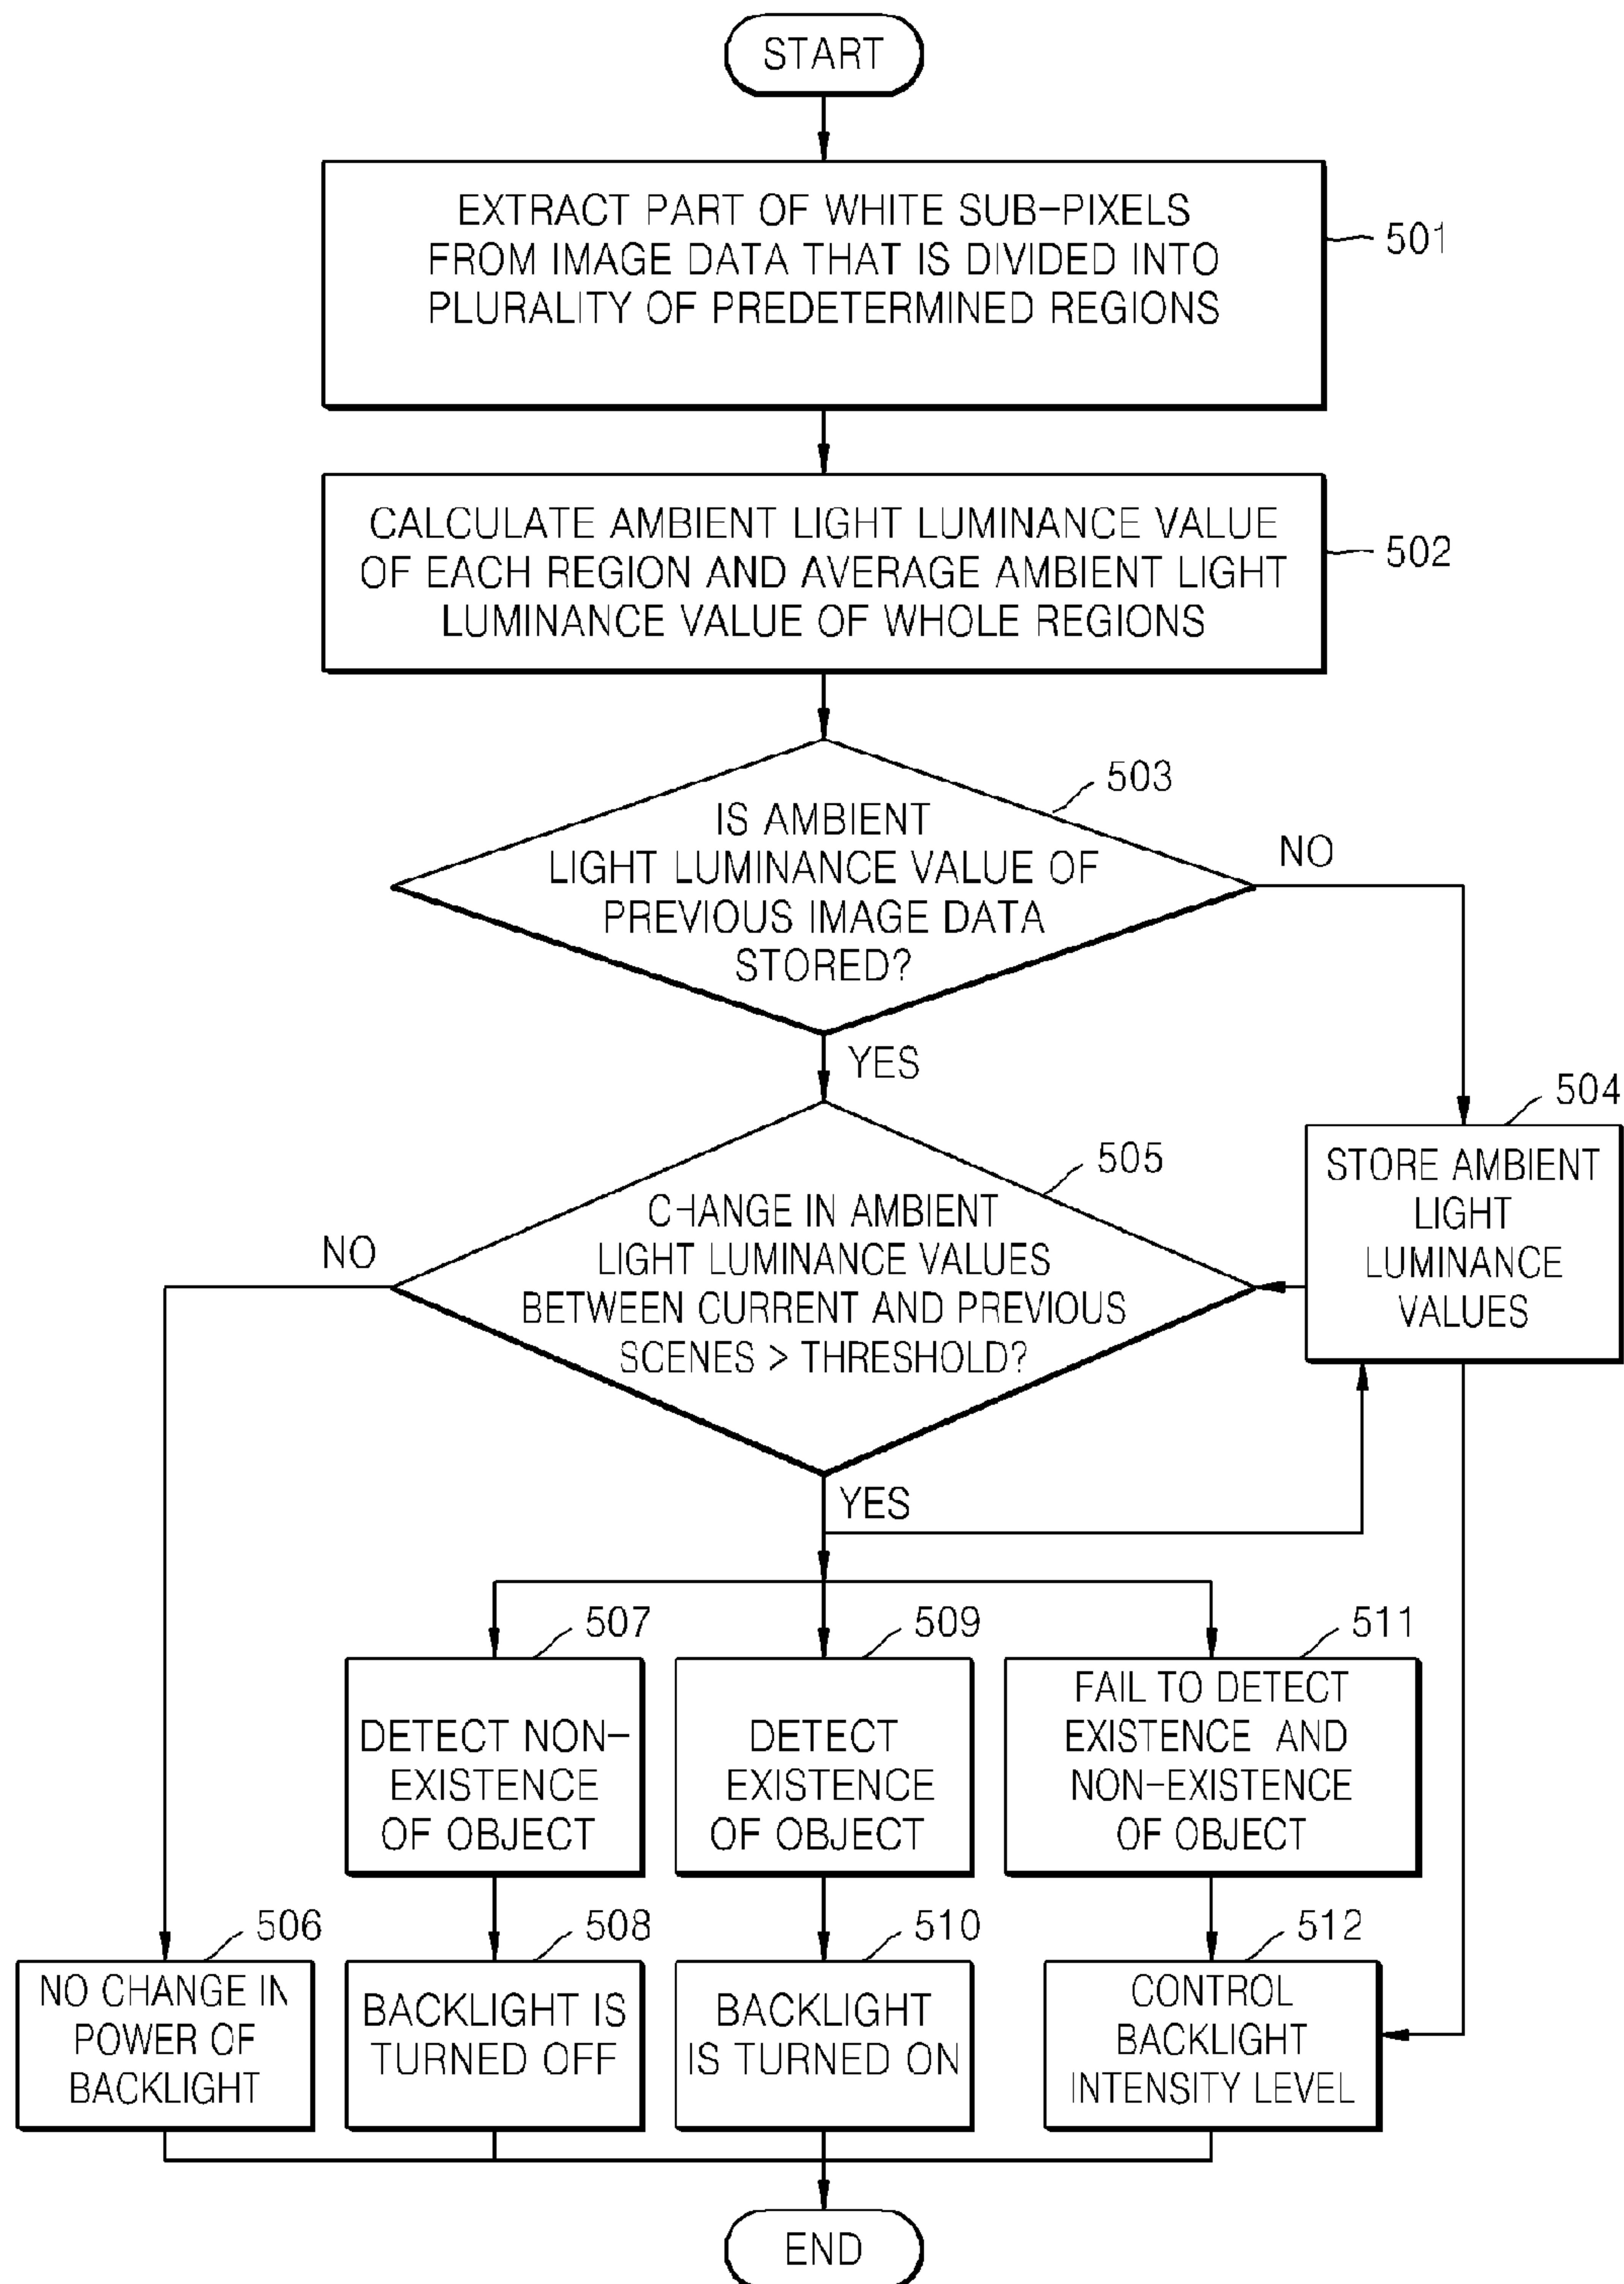 START
EXTRACT PART OF WHITE SUB-PIXELS
FROM IMAGE DATA THAT IS DIVIDED INTO
PLURALITY OF PREDETERMINED REGIONS
501
CALCULATE AMBIENT LIGHT LUMINANCE VALUE
OF EACH REGION AND AVERAGE AMBIENT LIGHT
LUMINANCE VALUE OF WHOLE REGIONS
502
503
IS AMBIENT
LIGHT LUMINANCE VALUE OF
PREVIOUS IMAGE DATA
STORED?
NO
YES
504
STORE AMBIENT
LIGHT
LUMINANCE
VALUES
505
CHANGE IN AMBIENT
LIGHT LUMINANCE VALUES
BETWEEN CURRENT AND PREVIOUS
SCENES > THRESHOLD?
NO
YES
507
DETECT NON-
EXISTENCE
OF OBJECT
509
DETECT
EXISTENCE
OF OBJECT
511
FAIL TO DETECT
EXISTENCE AND
NON-EXISTENCE
OF OBJECT
506
NO CHANGE IN
POWER OF
BACKLIGHT
508
BACKLIGHT IS
TURNED OFF
510
BACKLIGHT
IS TURNED ON
512
CONTROL
BACKLIGHT
INTENSITY LEVEL
END